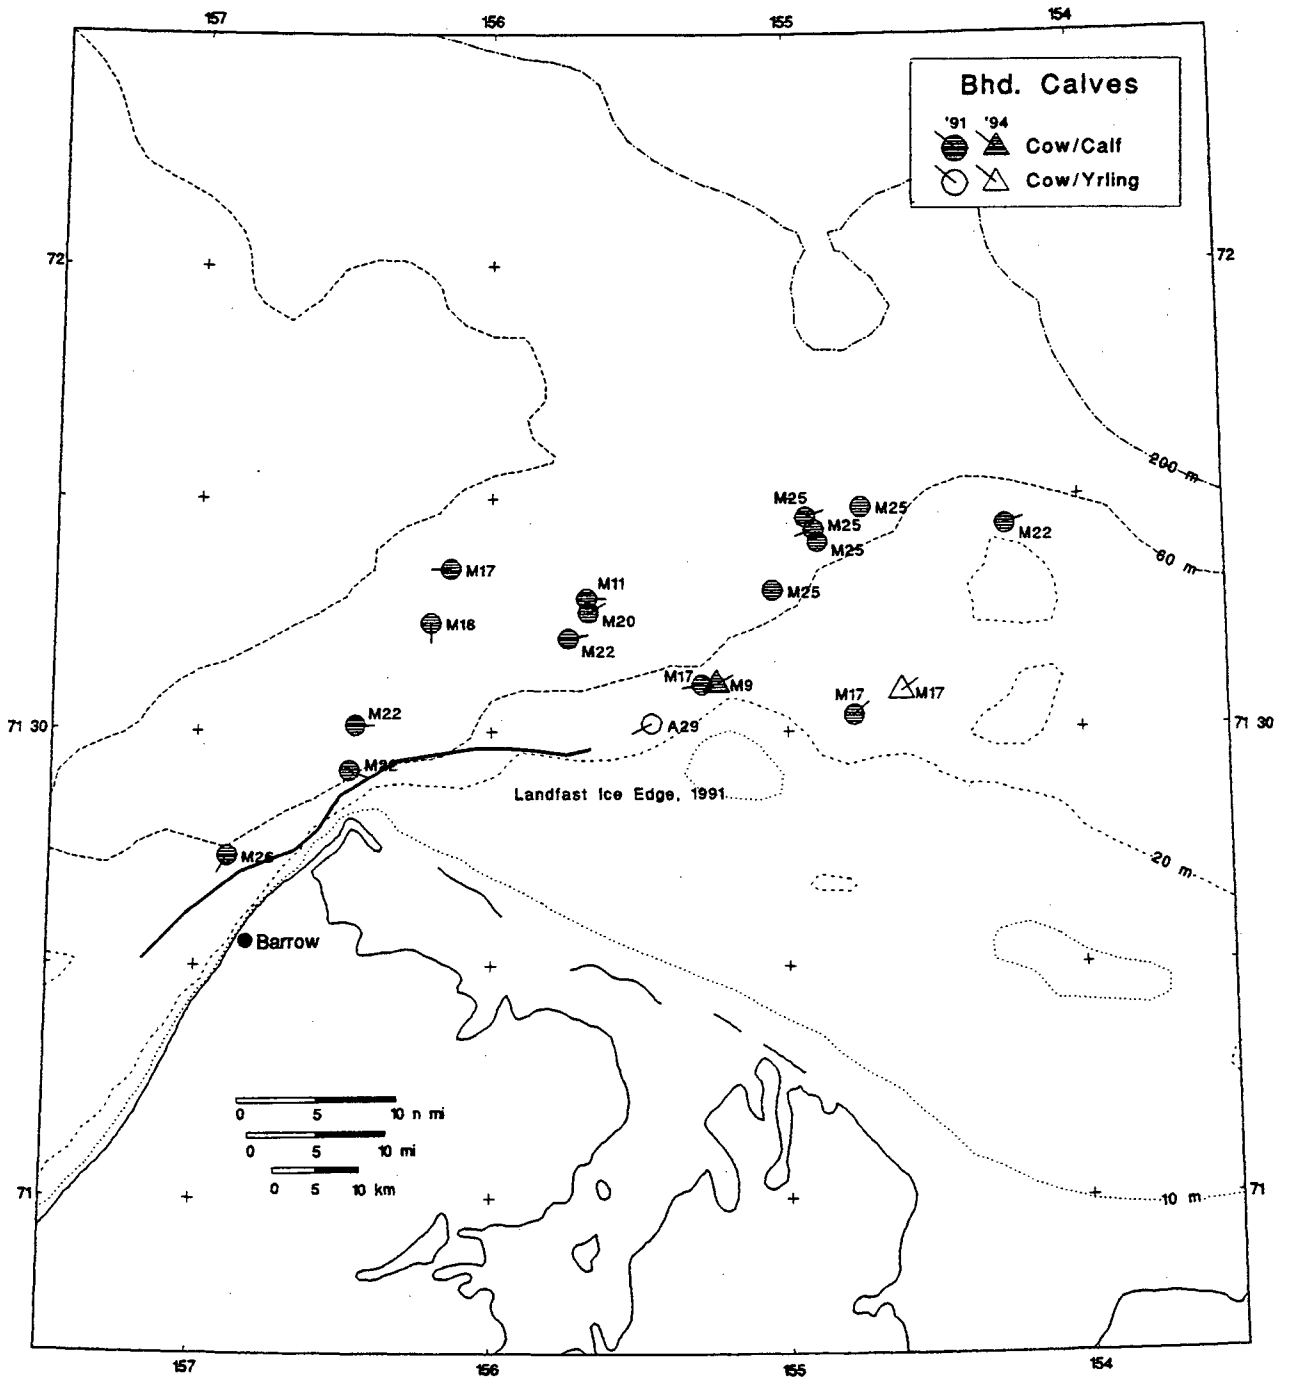 157 156 155 154
Bhd. Calves
'91 '94
Cow/Calf
Cow/Yrling
72 72
200 m
M25 M25
M25
M25
M22
60 m
M17
M11
M25
M18
M20
M22
M17 M9
M17 M17
M22
A29
71 30 71 30
M22
Landfast Ice Edge, 1991
20 m
Barrow
0 5 10 n mi
0 5 10 mi
0 5 10 km
71 71
10 m
157 156 155 154